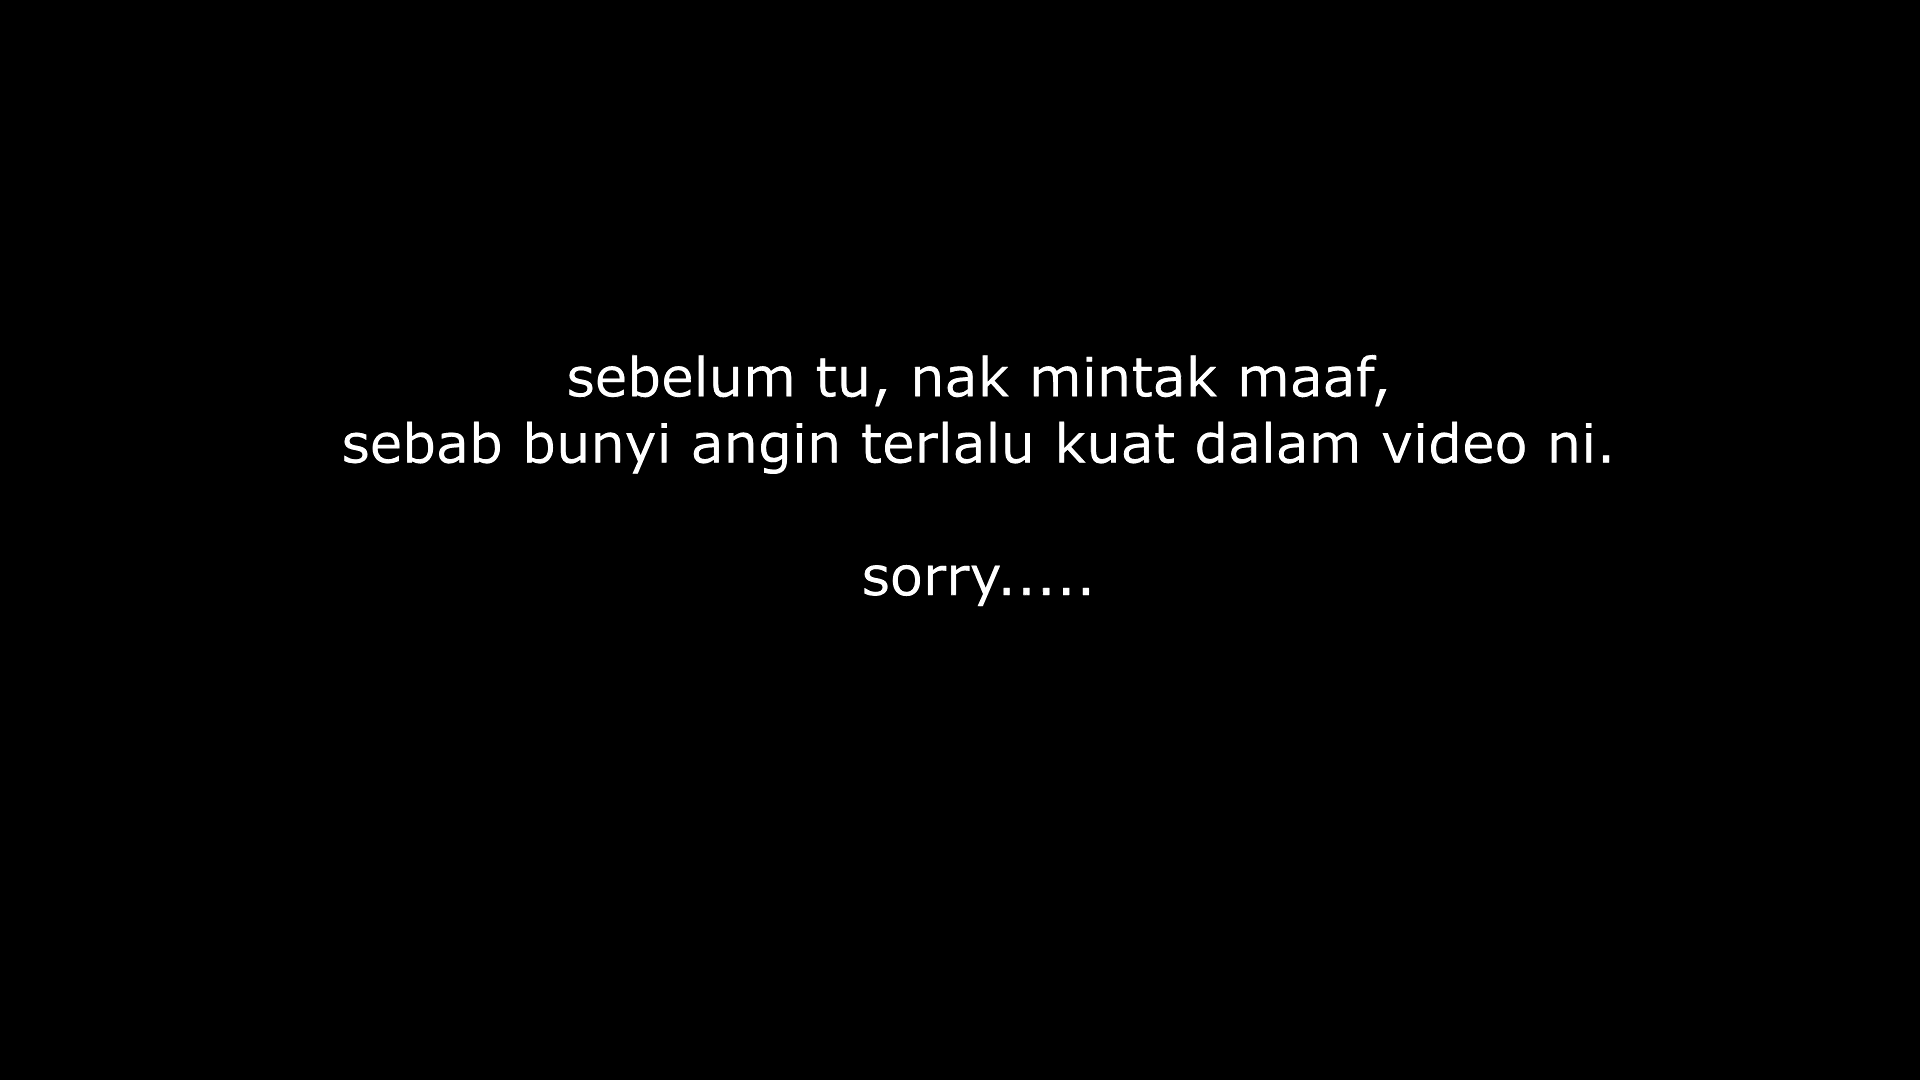 sebelum tu, nak mintak maaf,
sebab bunyi angin terlalu kuat dalam video ni.
sorry.....